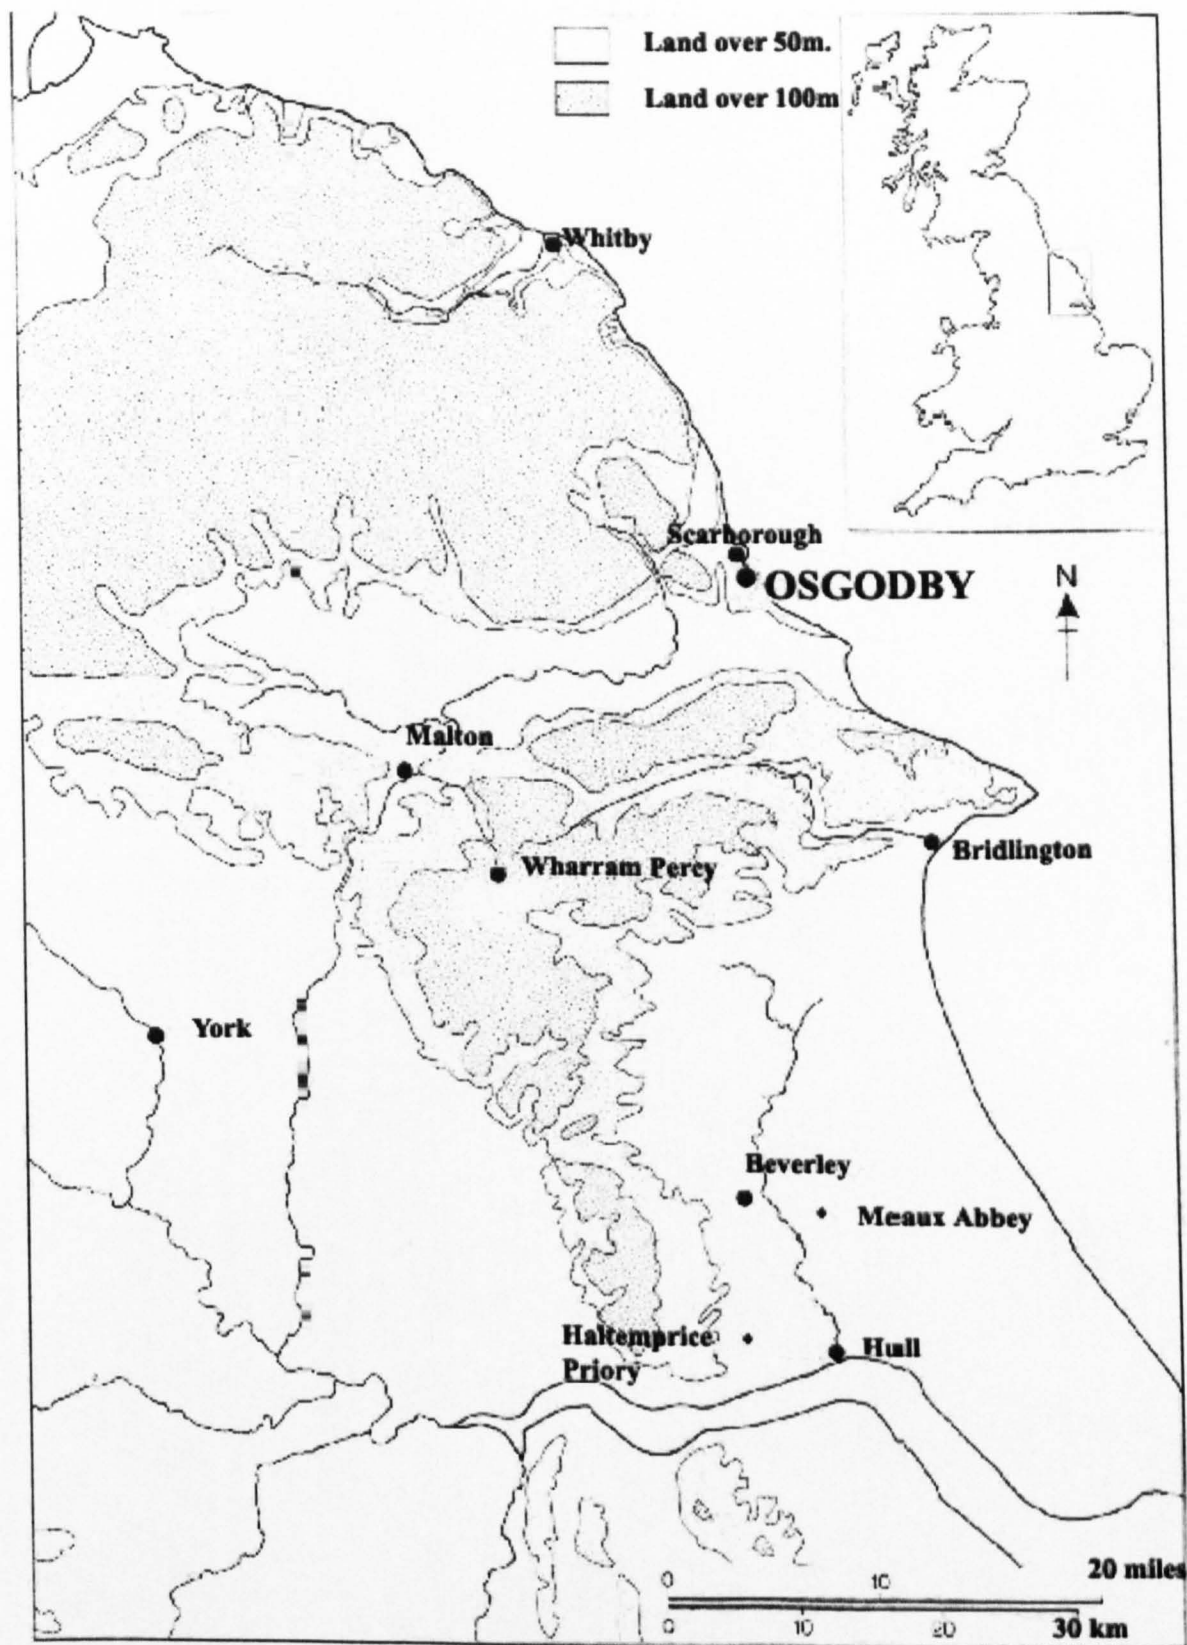 Land over 50m.
Land over 100m
Whitby
Scarborough
OSGODBY
N
Malton
Wharram Percy
Bridlington
York
Beverley
Meaux Abbey
Haltemprice
Priory
Hull
0 10 20 miles
0 10 20 30 km